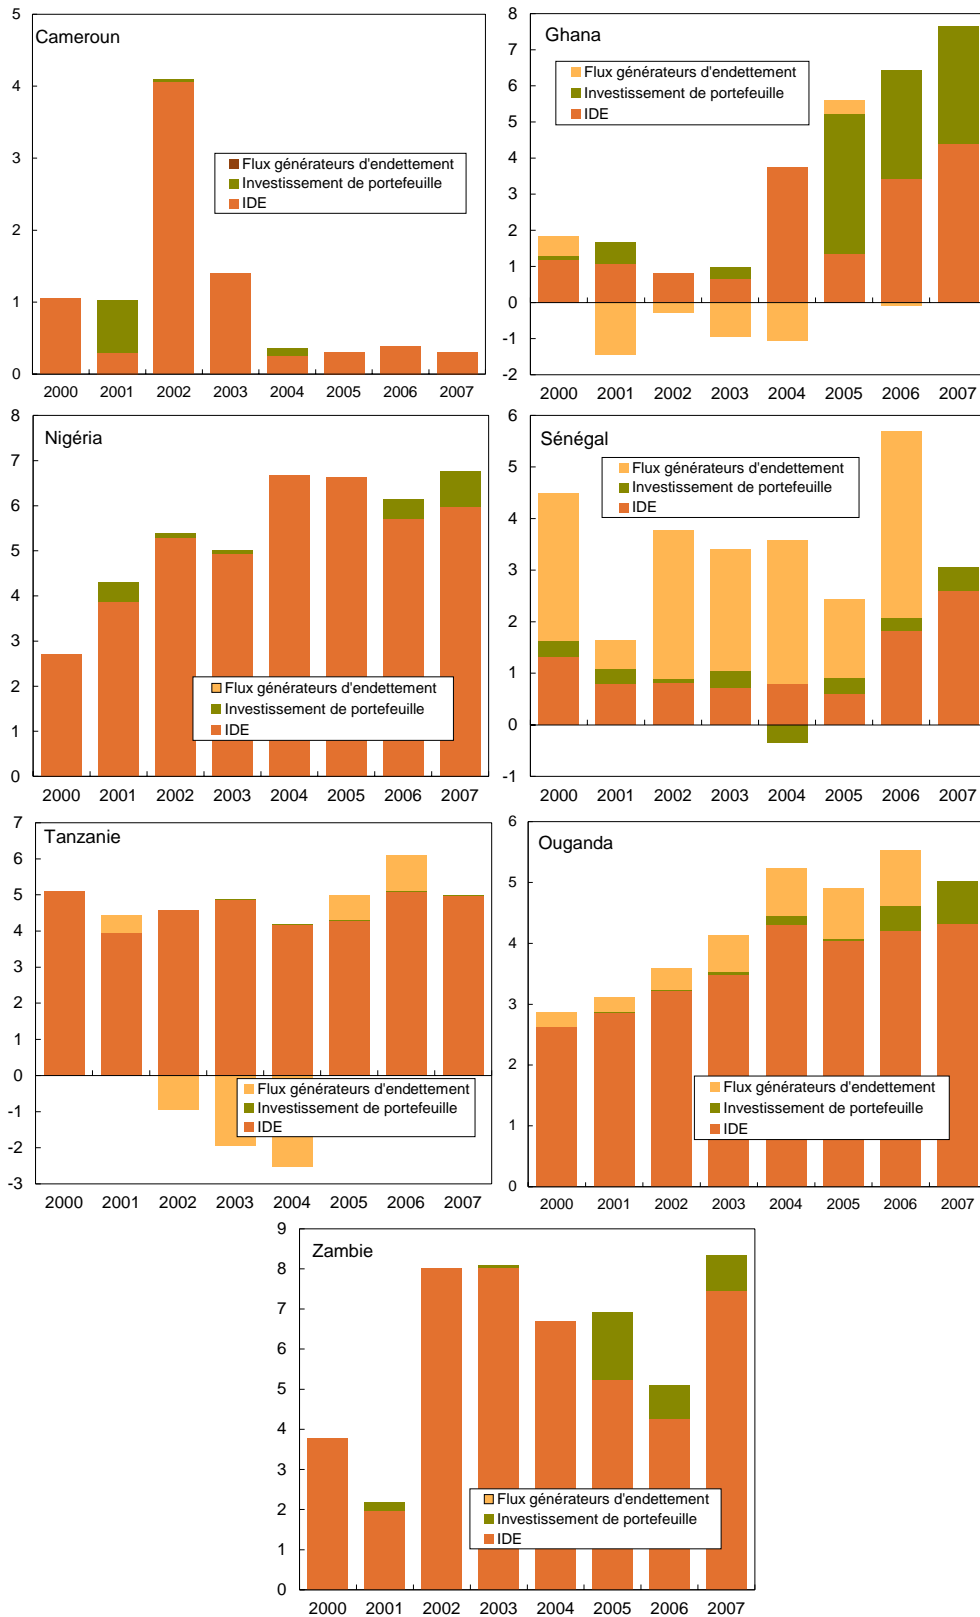 Cameroun
5
4
3
2
1
0
Flux générateurs d'endettement
Investissement de portefeuille
IDE
2000 2001 2002 2003 2004 2005 2006 2007
Ghana
8
7
6
5
4
3
2
1
0
-1
-2
Flux générateurs d'endettement
Investissement de portefeuille
IDE
2000 2001 2002 2003 2004 2005 2006 2007
Nigéria
8
7
6
5
4
3
2
1
0
Flux générateurs d'endettement
Investissement de portefeuille
IDE
2000 2001 2002 2003 2004 2005 2006 2007
Sénégal
6
5
4
3
2
1
0
-1
Flux générateurs d'endettement
Investissement de portefeuille
IDE
2000 2001 2002 2003 2004 2005 2006 2007
Tanzanie
7
6
5
4
3
2
1
0
-1
-2
-3
Flux générateurs d'endettement
Investissement de portefeuille
IDE
2000 2001 2002 2003 2004 2005 2006 2007
Ouganda
6
5
4
3
2
1
0
Flux générateurs d'endettement
Investissement de portefeuille
IDE
2000 2001 2002 2003 2004 2005 2006 2007
Zambie
9
8
7
6
5
4
3
2
1
0
Flux générateurs d'endettement
Investissement de portefeuille
IDE
2000 2001 2002 2003 2004 2005 2006 2007